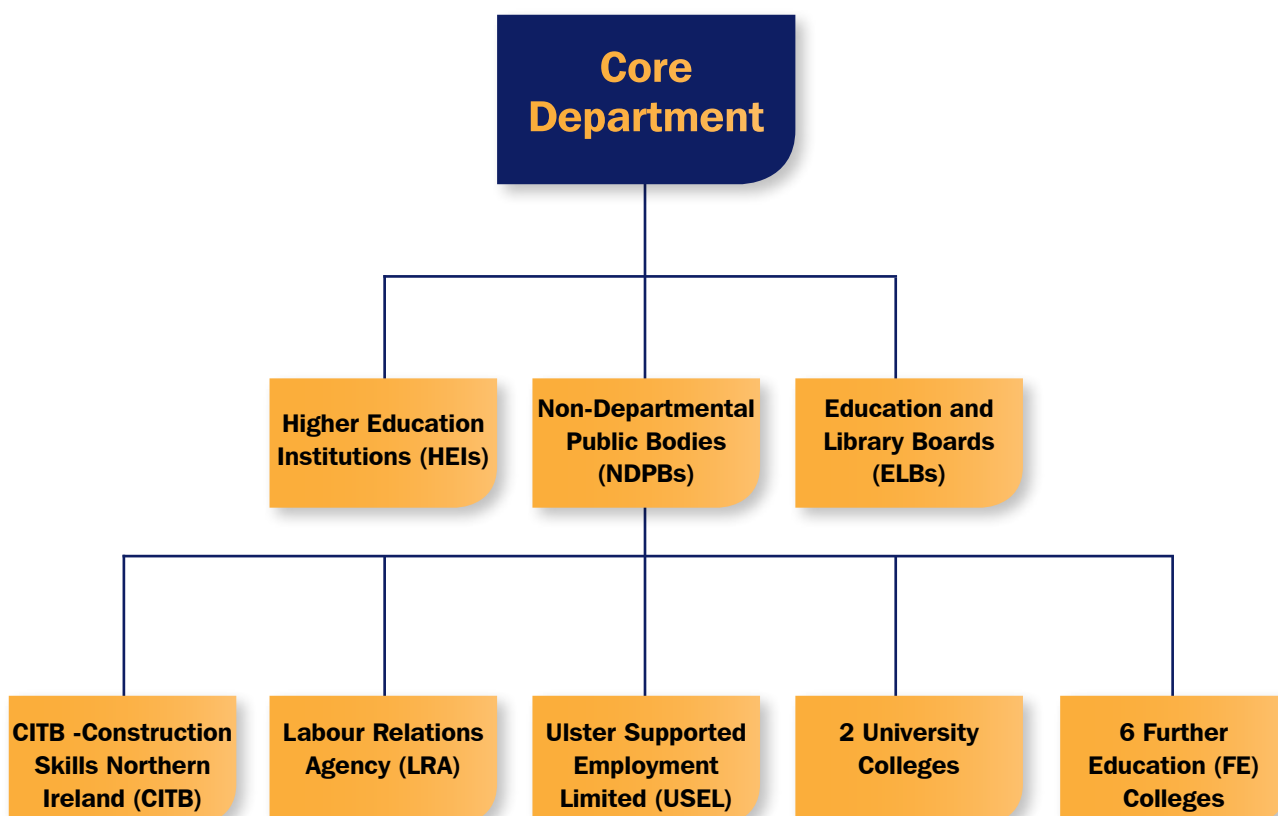 Core
Department
Higher Education
Institutions (HEIs)
Non-Departmental
Public Bodies
(NDPBs)
Education and
Library Boards
(ELBs)
CITB -Construction
Skills Northern
Ireland (CITB)
Labour Relations
Agency (LRA)
Ulster Supported
Employment
Limited (USEL)
2 University
Colleges
6 Further
Education (FE)
Colleges